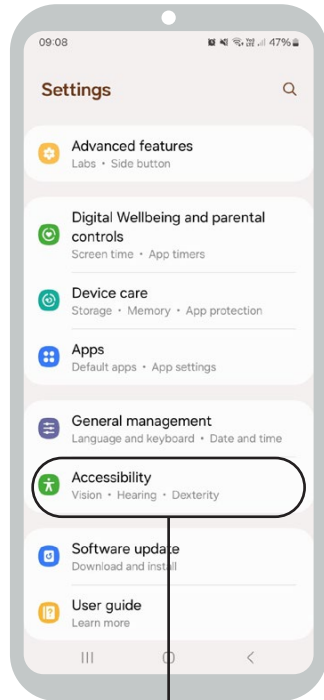 09:08
47%
Settings
Advanced features
Labs • Side button
Digital Wellbeing and parental
controls
Screen time • App timers
Device care
Storage • Memory • App protection
Apps
Default apps • App settings
General management
Language and keyboard • Date and time
Accessibility
Vision • Hearing • Dexterity
Software update
Download and install
User guide
Learn more